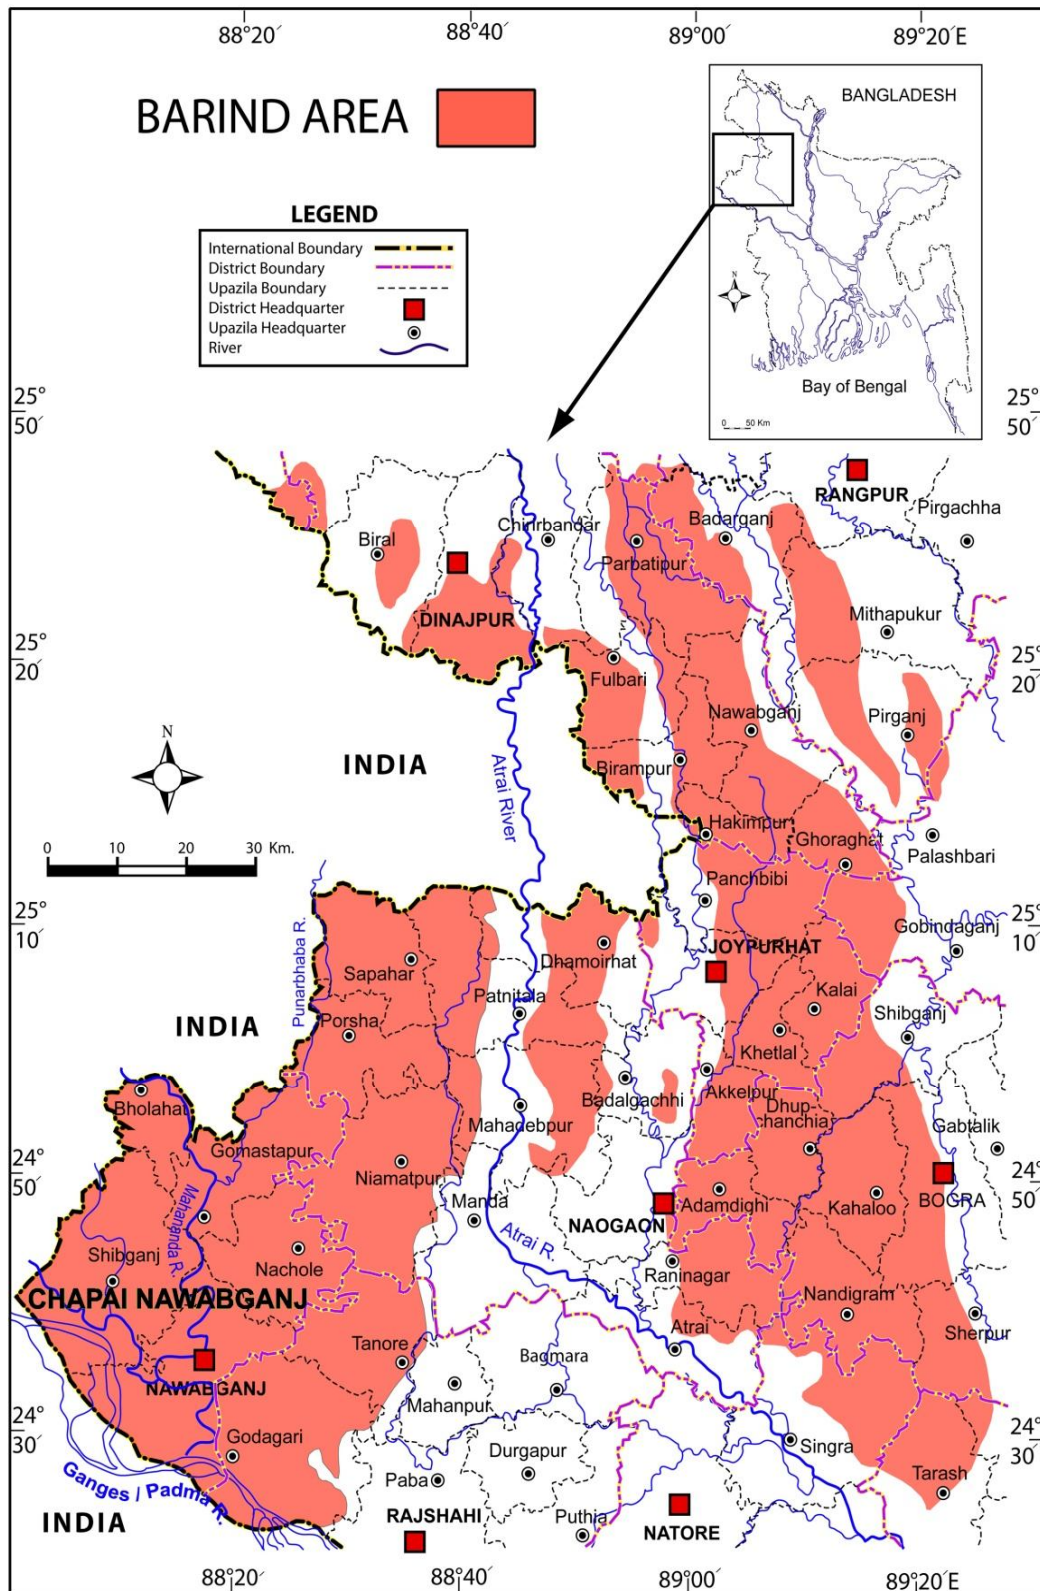 88°20′
88°40′
89°00′
89°20′E
BARIND AREA
BANGLADESH
N
Bay of Bengal
0 50 Km
LEGEND
International Boundary
District Boundary
Upazila Boundary
District Headquarter
Upazila Headquarter
River
25°
50′
25°
50′
RANGPUR
Pirgachha
Biral
Chirirbandar
Badarganj
Parbatipur
DINAJPUR
Mithapukur
25°
20′
25°
20′
Fulbari
Nawabganj
Pirganj
N
INDIA
Atrai River
Birampur
Hakimpur
Ghoraghat
Palashbari
0 10 20 30 Km.
Panchbibi
25°
10′
25°
10′
Punarbhaba R.
Gobindaganj
Sapahar
Dhamoirhat
JOYPURHAT
Patnitala
Kalai
INDIA
Porsha
Shibganj
Khetlal
Bholahat
Badalgachhi
Akkelpur
Dhup-
chanchia
Mahadebpur
Gabtalik
Gomastapur
24°
50′
24°
50′
Niamatpur
Mahananda R.
Manda
NAOGAON
Adamdighi
Kahaloo
BOGRA
Atrai R.
Shibganj
Nachole
Raninagar
CHAPAI NAWABGANJ
Nandigram
Sherpur
Tanore
Atrai
NAWABGANJ
Bagmara
Mahanpur
24°
30′
24°
30′
Godagari
Durgapur
Singra
Paba
Tarash
Ganges / Padma R.
INDIA
RAJSHAHI
Puthia
NATORE
88°20′
88°40′
89°00′
89°20′E